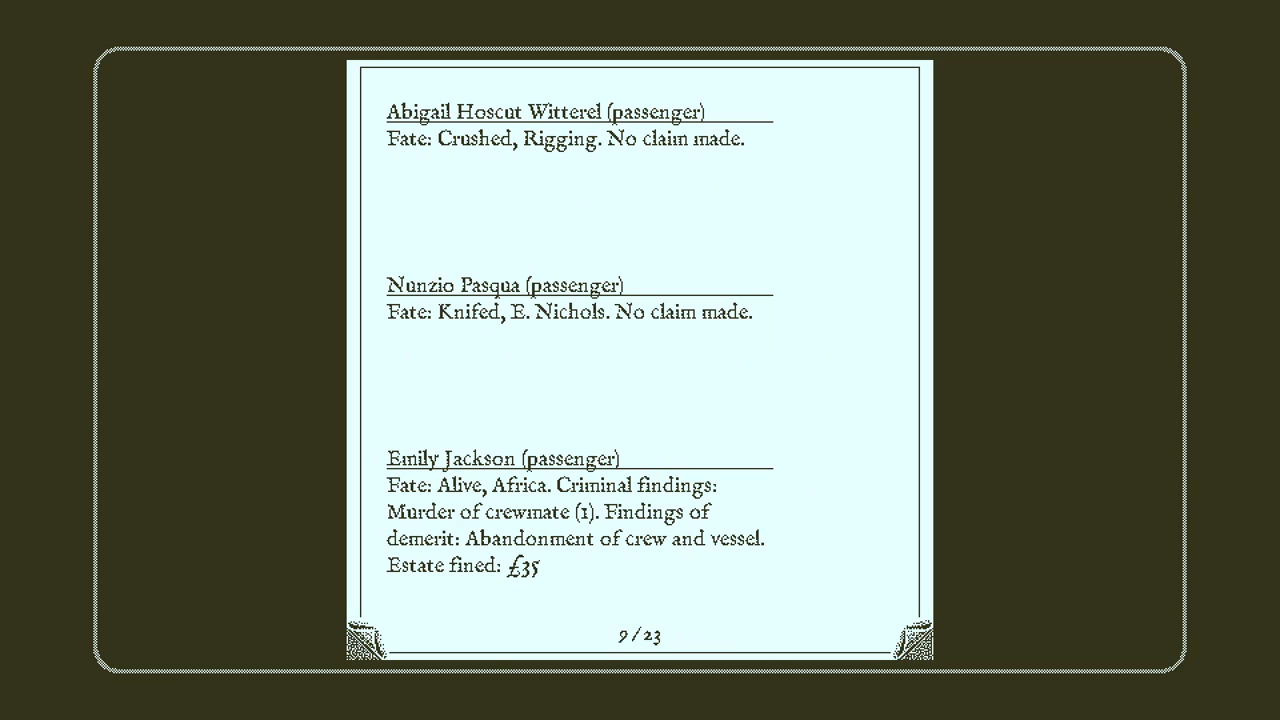 Abigail Hoscut Witterel (passenger)
Fate: Crushed, Rigging. No claim made.
Nunzio Pasqua (passenger)
Fate: Knifed, E. Nichols. No claim made.
Emily Jackson (passenger)
Fate: Alive, Africa. Criminal findings:
Murder of crewmate (1). Findings of
demerit: Abandonment of crew and vessel.
Estate fined: £35
9 / 23